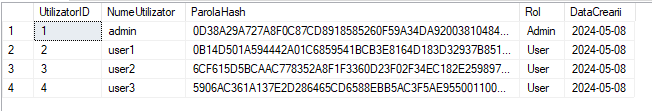 UtilizatorID NumeUtilizator ParolaHash Rol DataCrearii
1 1 admin 0D38A29A727A8F0C87CD8918585260F59A34DA92003810484... Admin 2024-05-08
2 2 user1 0B14D501A594442A01C6859541BCB3E8164D183D32937B851... User 2024-05-08
3 3 user2 6CF615D5BCAAC778352A8F1F3360D23F02F34EC182E259897... User 2024-05-08
4 4 user3 5906AC361A137E2D286465CD6588EBB5AC3F5AE955001100... User 2024-05-08